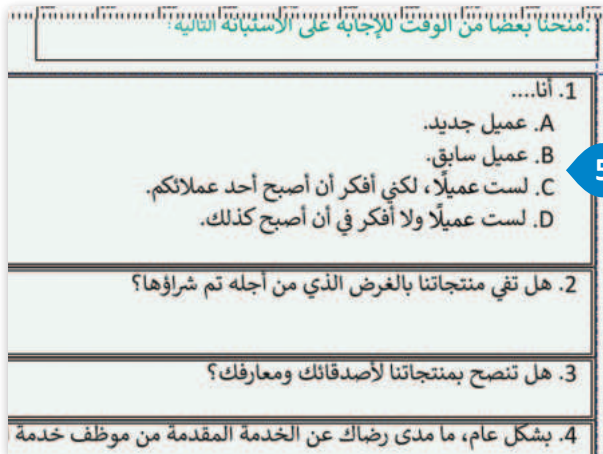 منحنا بعضا من الوقت للإجابة على الاستبانة التالية:
1. أنا....
A. عميل جديد.
B. عميل سابق.
C. لست عميلًا، لكني أفكر أن أصبح أحد عملائكم.
D. لست عميلًا ولا أفكر في أن أصبح كذلك.
5
2. هل تفي منتجاتنا بالغرض الذي من أجله تم شراؤها؟
3. هل تنصح بمنتجاتنا لأصدقائك ومعارفك؟
4. بشكل عام، ما مدى رضاك عن الخدمة المقدمة من موظف خدمة